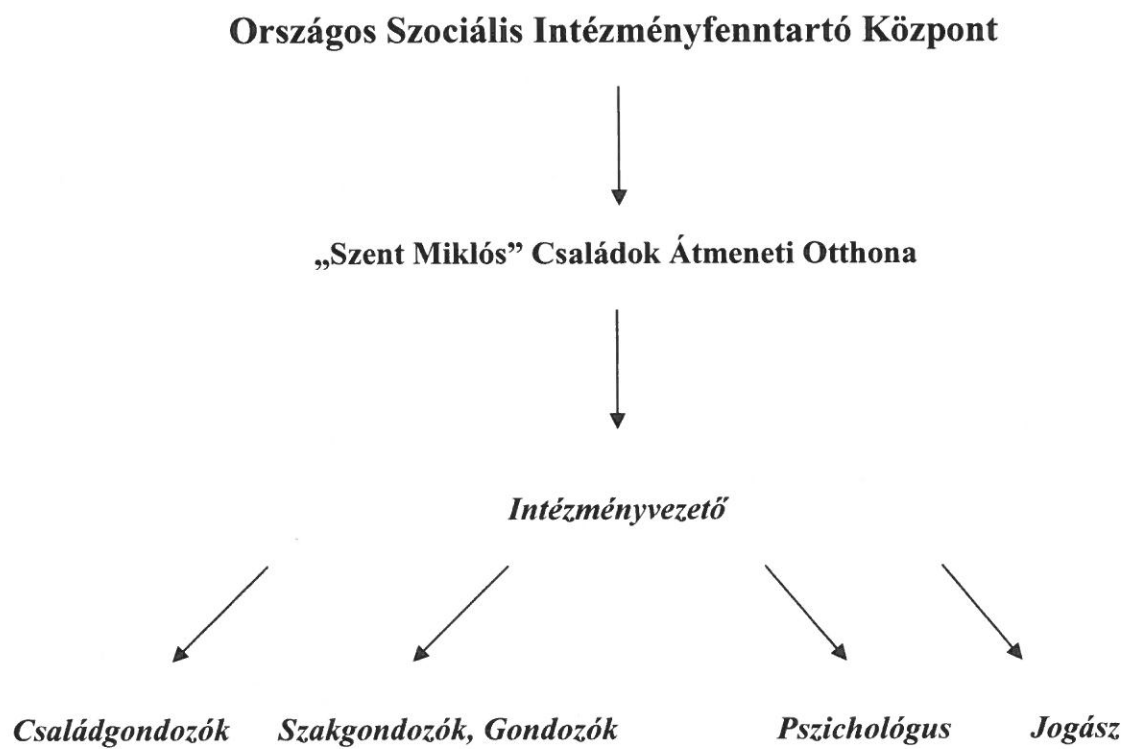 Országos Szociális Intézményfenntartó Központ
„Szent Miklós” Családok Átmeneti Otthona
Intézményvezető
Családgondozók Szakgondozók, Gondozók Pszichológus Jogász